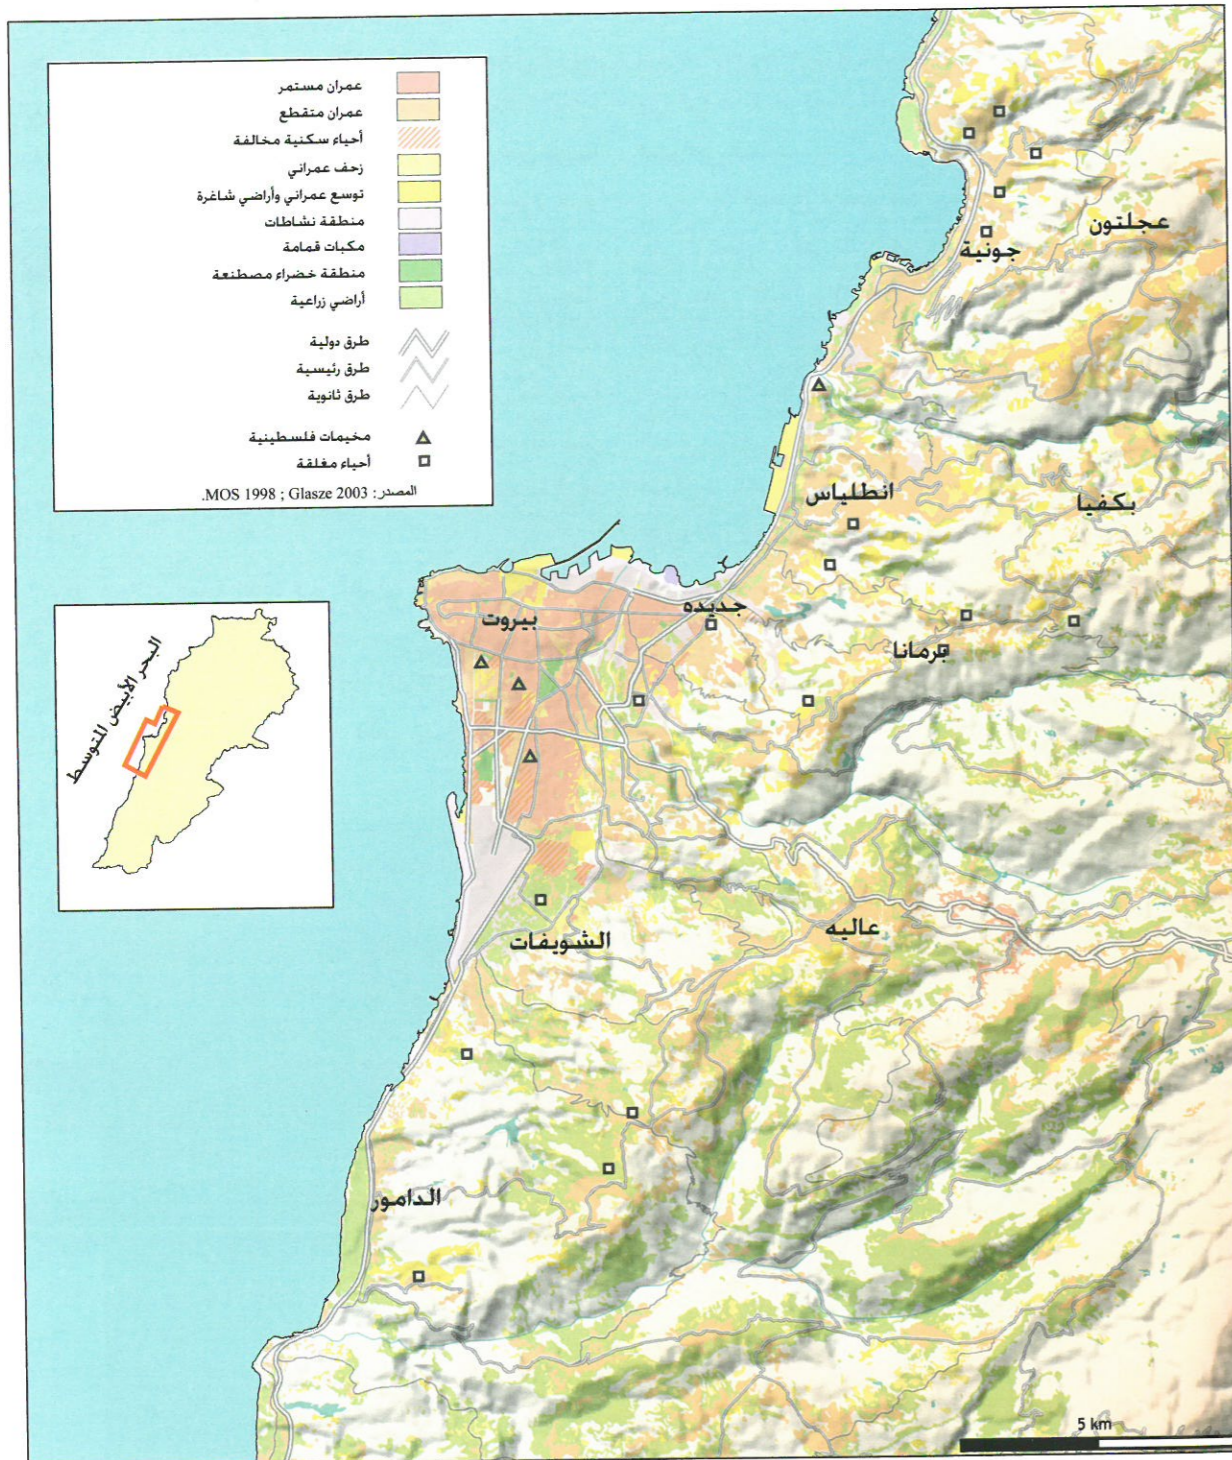 عمران مستمر
عمران متقطع
أحياء سكنية مخالفة
زحف عمراني
توسع عمراني وأراضي شاغرة
منطقة نشاطات
مكبات قمامة
منطقة خضراء مصطنعة
أراضي زراعية
طرق دولية
طرق رئيسية
طرق ثانوية
مخيمات فلسطينية
أحياء مغلقة
المصدر: MOS 1998 ; Glasze 2003.
عجلتون
جونية
انطلياس
بكفيا
جديده
بيروت
برمانا
البحر الأبيض المتوسط
عاليه
الشويفات
الدامور
5 km